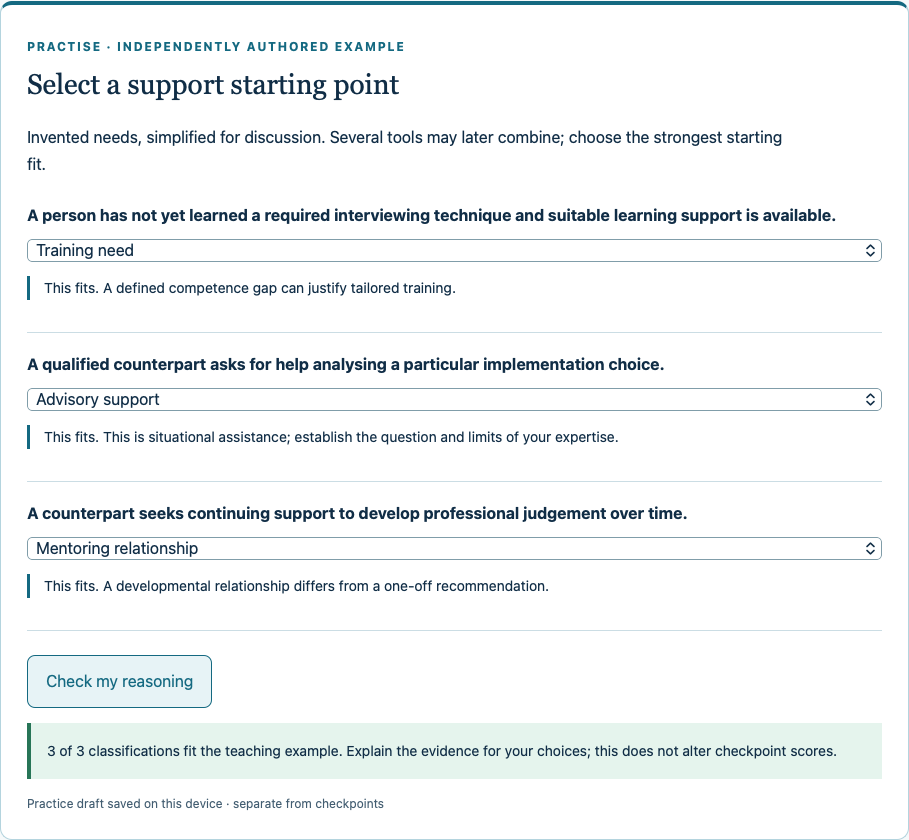 PRACTISE · INDEPENDENTLY AUTHORED EXAMPLE
Select a support starting point
Invented needs, simplified for discussion. Several tools may later combine; choose the strongest starting
fit.
A person has not yet learned a required interviewing technique and suitable learning support is available.
Training need
This fits. A defined competence gap can justify tailored training.
A qualified counterpart asks for help analysing a particular implementation choice.
Advisory support
This fits. This is situational assistance; establish the question and limits of your expertise.
A counterpart seeks continuing support to develop professional judgement over time.
Mentoring relationship
This fits. A developmental relationship differs from a one-off recommendation.
Check my reasoning
3 of 3 classifications fit the teaching example. Explain the evidence for your choices; this does not alter checkpoint scores.
Practice draft saved on this device · separate from checkpoints